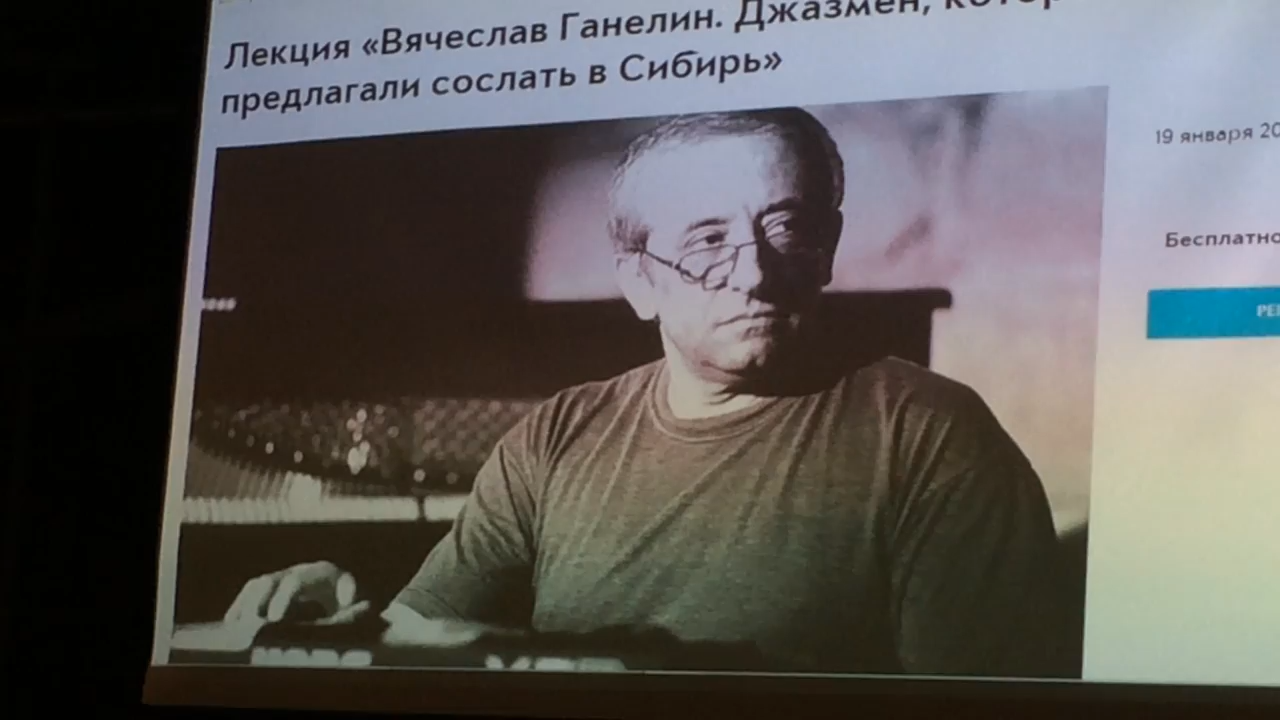 Лекция «Вячеслав Ганелин. Джазмен,
предлагали сослать в Сибирь»
19 января
Бесплатно